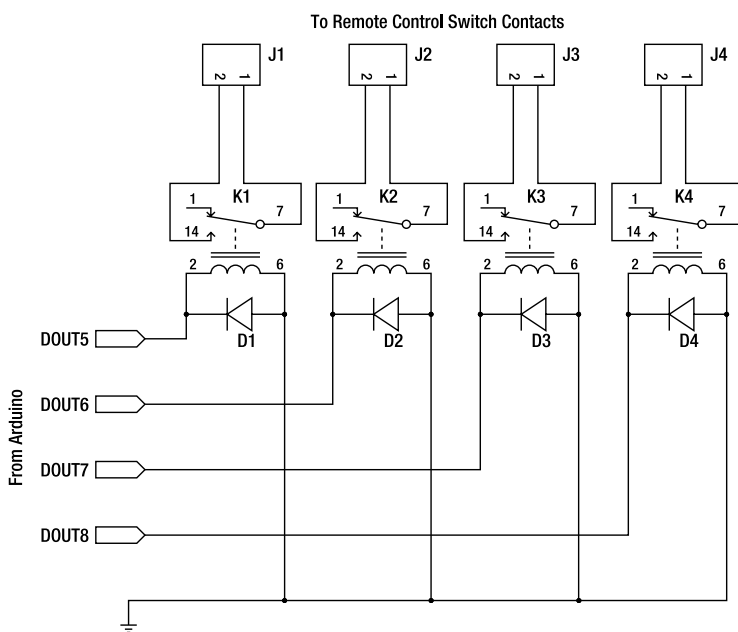 To Remote Control Switch Contacts
J1 J2 J3 J4
2 1 2 1 2 1 2 1
K1 K2 K3 K4
1 7 1 7 1 7 1 7
14 14 14 14
2 6 2 6 2 6 2 6
D1 D2 D3 D4
From Arduino
DOUT5
DOUT6
DOUT7
DOUT8